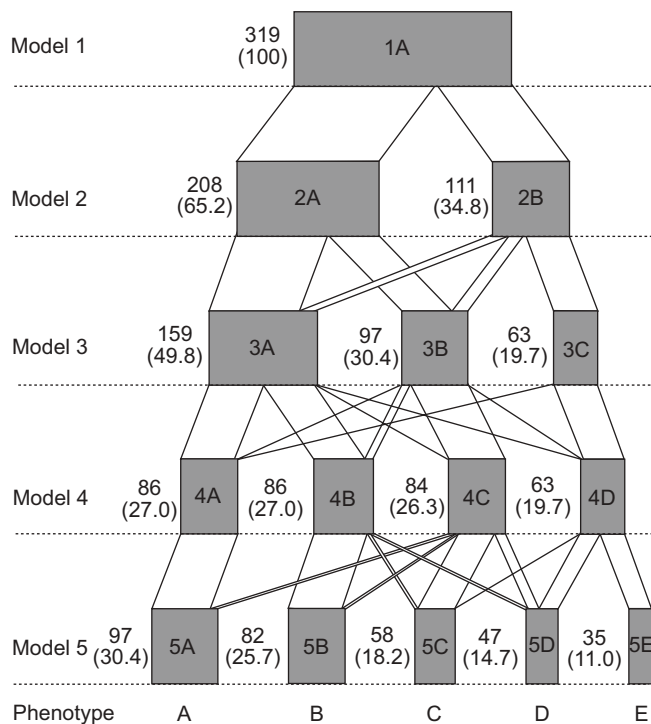 Model 1 319 (100) 1A
Model 2 208 (65.2) 2A 111 (34.8) 2B
Model 3 159 (49.8) 3A 97 (30.4) 3B 63 (19.7) 3C
Model 4 86 (27.0) 4A 86 (27.0) 4B 84 (26.3) 4C 63 (19.7) 4D
Model 5 97 (30.4) 5A 82 (25.7) 5B 58 (18.2) 5C 47 (14.7) 5D 35 (11.0) 5E
Phenotype A B C D E